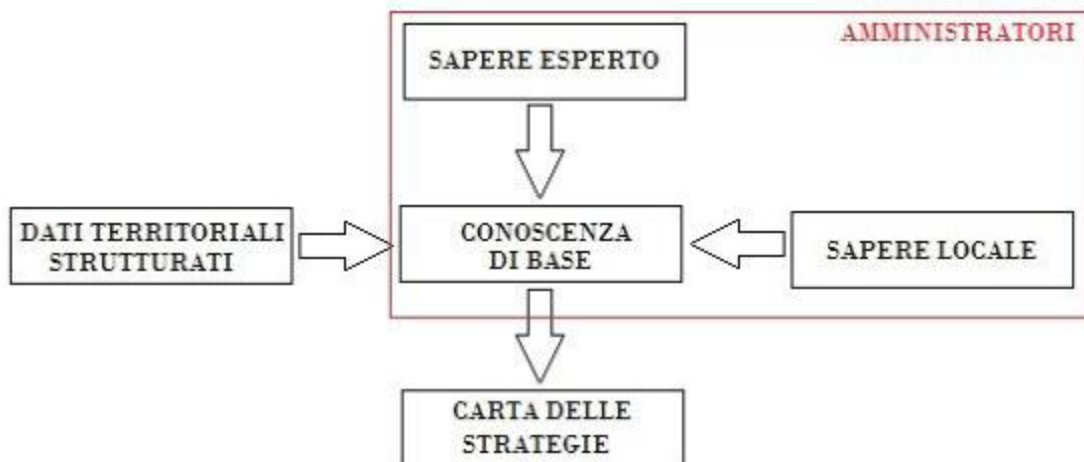 AMMINISTRATORI
SAPERE ESPERTO
DATI TERRITORIALI
STRUTTURATI
CONOSCENZA
DI BASE
SAPERE LOCALE
CARTA DELLE
STRATEGIE